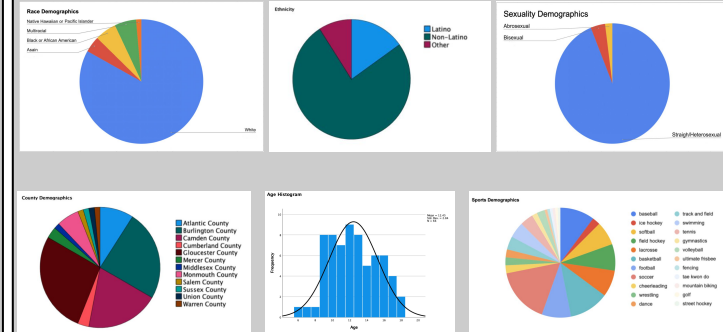 Race Demographics
Native Hawaiian or Pacific Islander
Multiracial
Black or African American
Asain
White
Ethnicity
Latino
Non-Latino
Other
Sexuality Demographics
Abrosexual
Bisexual
Straigh/Heterosexual
County Demographics
Atlantic County
Burlington County
Camden County
Cumberland County
Gloucester County
Mercer County
Middlesex County
Monmouth County
Salem County
Sussex County
Union County
Warren County
Age Histogram
Frequency
Age
Sports Demographics
baseball
ice hockey
softball
field hockey
lacrosse
basketball
football
soccer
cheerleading
wrestling
dance
track and field
swimming
tennis
gymnastics
volleyball
ultimate frisbee
fencing
tae kwon do
mountain biking
golf
street hockey